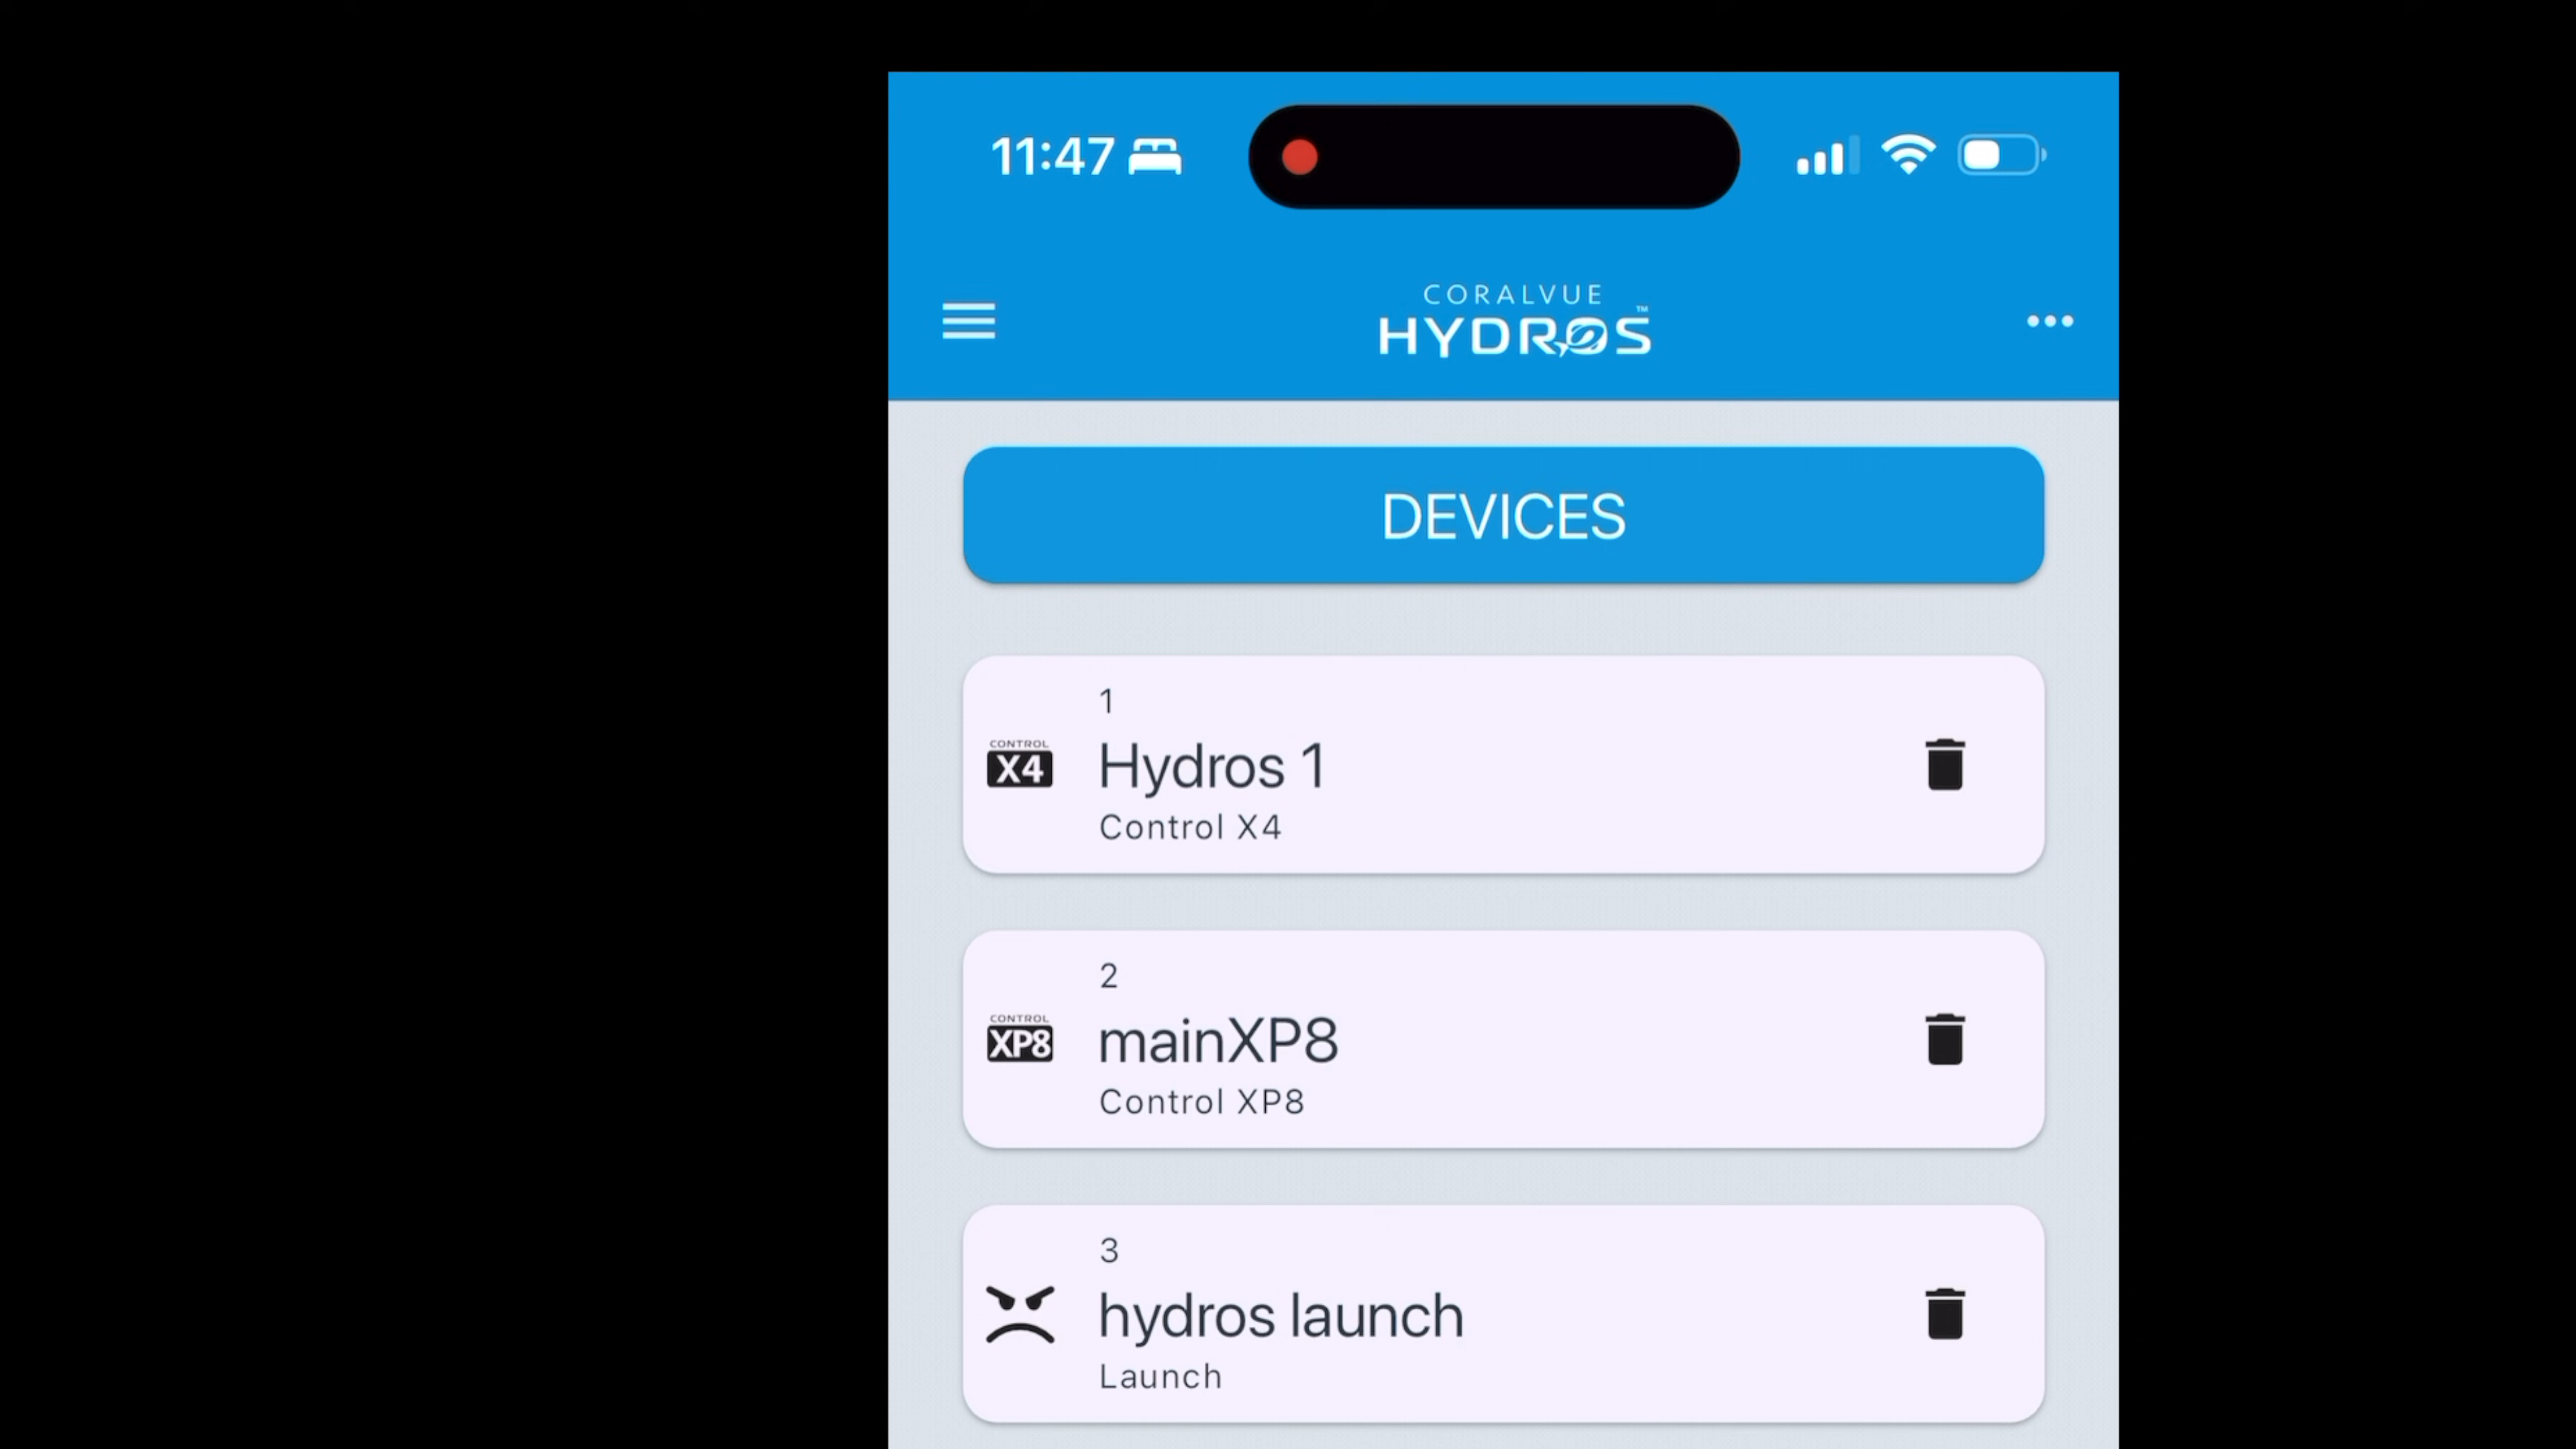 11:47
CORALVUE
HYDROS™
DEVICES
1
CONTROL
X4
Hydros 1
Control X4
2
CONTROL
XP8
mainXP8
Control XP8
3
hydros launch
Launch